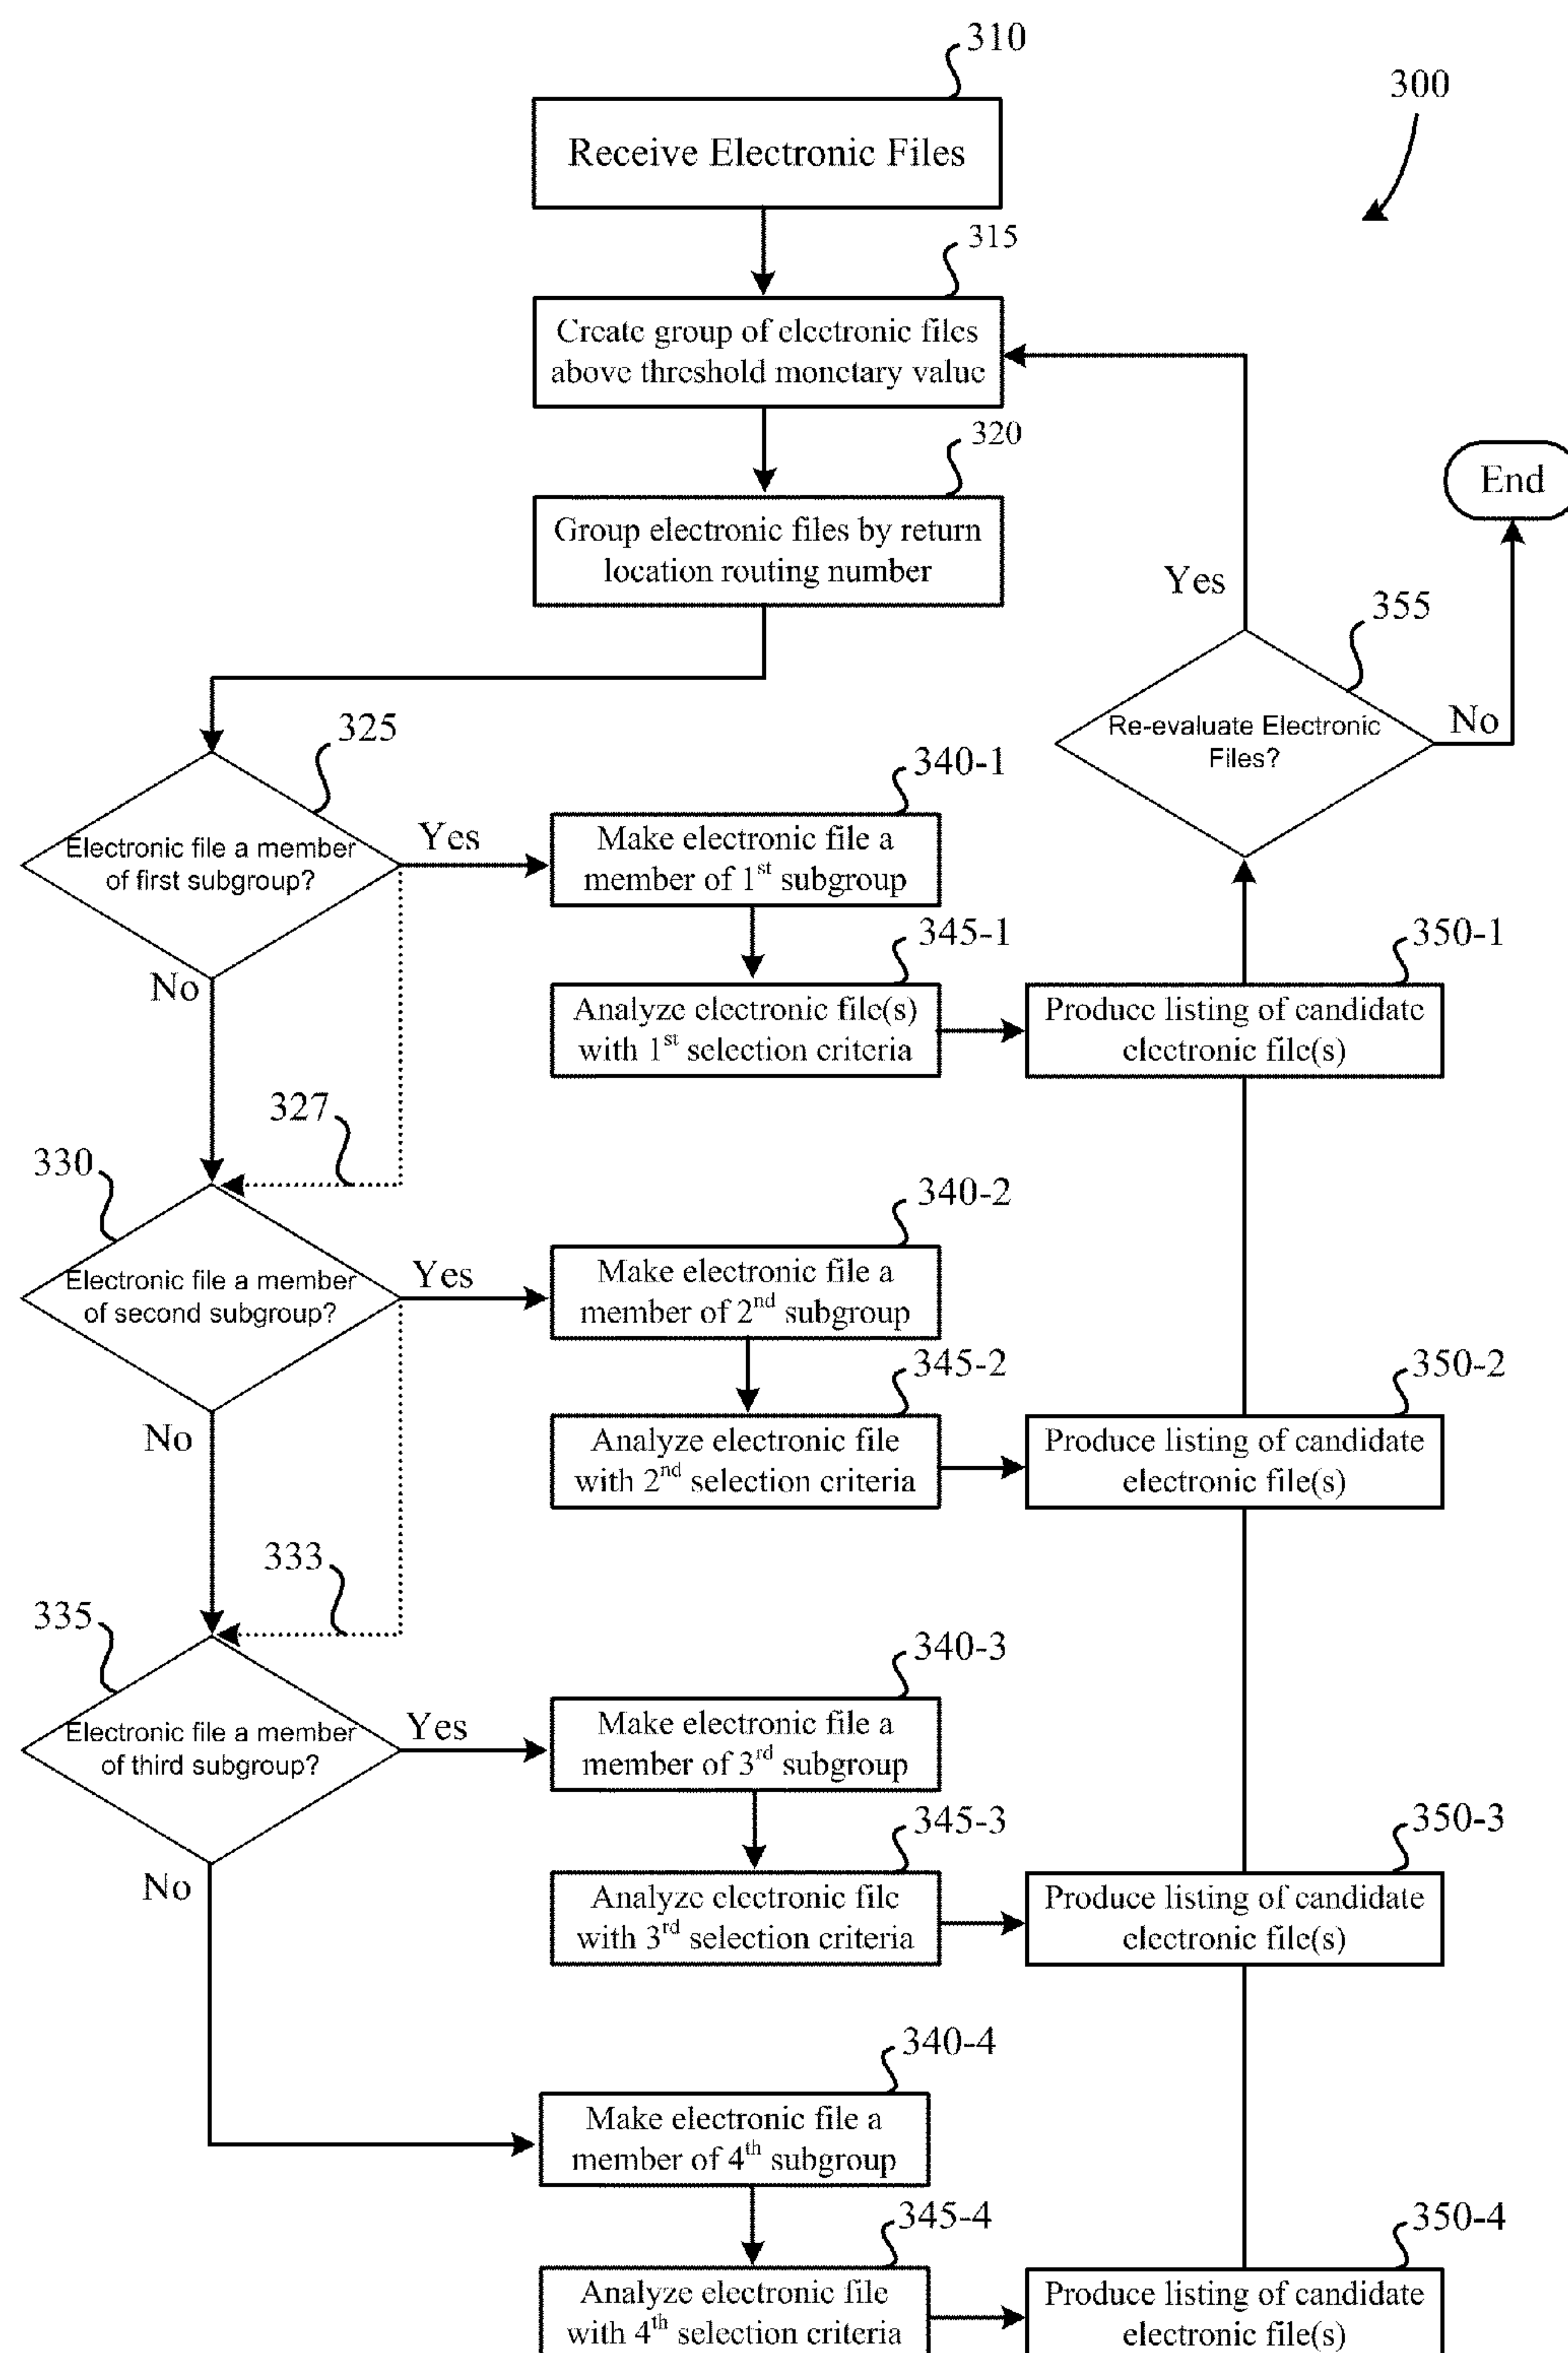 310
300
Receive Electronic Files
315
Create group of electronic files
above threshold monetary value
320
End
Group electronic files by return
location routing number
Yes
355
Re-evaluate Electronic
Files?
No
325
340-1
Electronic file a member
of first subgroup?
Yes
Make electronic file a
member of 1st subgroup
No
345-1
350-1
Analyze electronic file(s)
with 1st selection criteria
Produce listing of candidate
electronic file(s)
327
330
340-2
Electronic file a member
of second subgroup?
Yes
Make electronic file a
member of 2nd subgroup
No
345-2
350-2
Analyze electronic file
with 2nd selection criteria
Produce listing of candidate
electronic file(s)
333
335
340-3
Electronic file a member
of third subgroup?
Yes
Make electronic file a
member of 3rd subgroup
No
345-3
350-3
Analyze electronic file
with 3rd selection criteria
Produce listing of candidate
electronic file(s)
340-4
Make electronic file a
member of 4th subgroup
345-4
350-4
Analyze electronic file
with 4th selection criteria
Produce listing of candidate
electronic file(s)